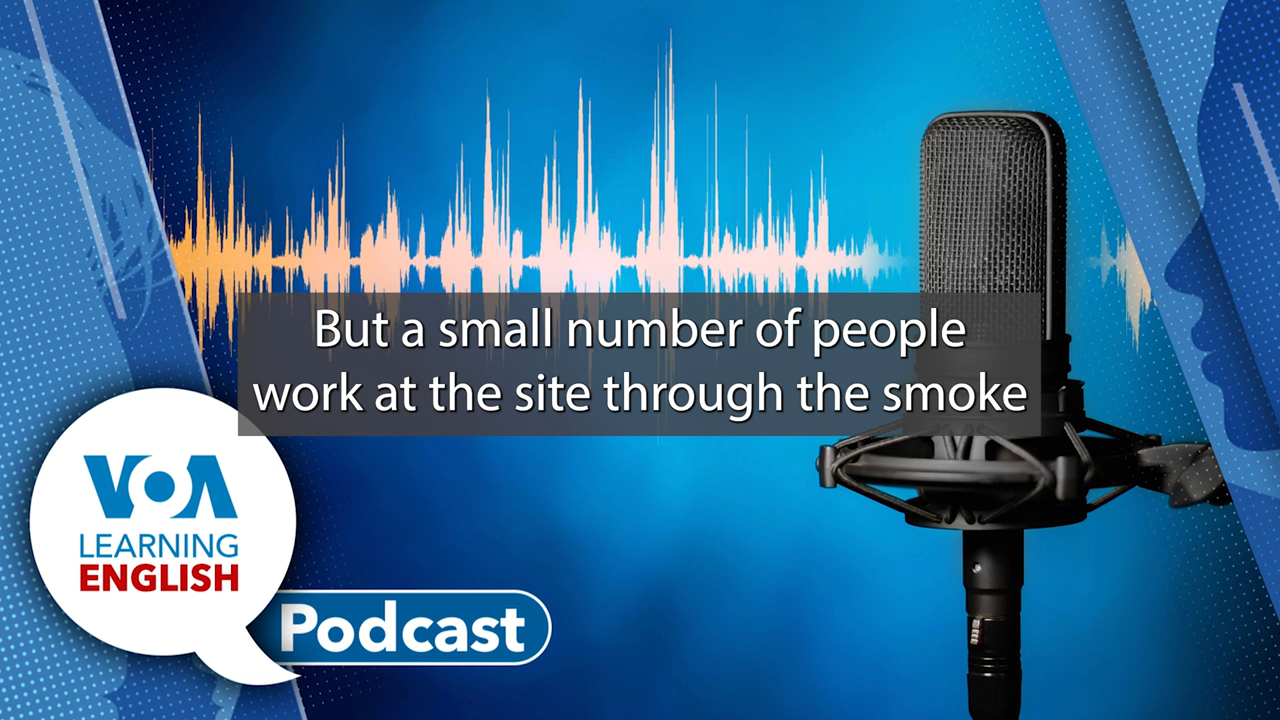 But a small number of people
work at the site through the smoke
VOA
LEARNING
ENGLISH
Podcast